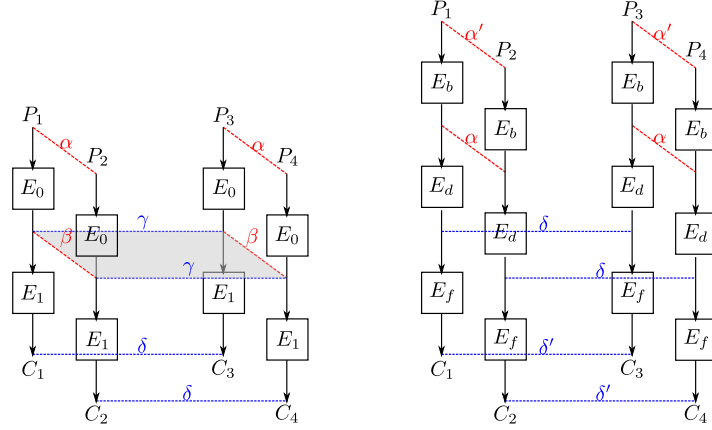 P1 α′ P3 α′
P2 P4
Eb Eb
Eb Eb
P1 α P3 α
α α
P2 P4
E0 E0 Ed Ed
E0 E0 Ed Ed
γ δ
β β
γ δ
E1 E1 Ef Ef
E1 E1 Ef Ef
δ δ′
C1 C3 C1 C3
δ δ′
C2 C4 C2 C4